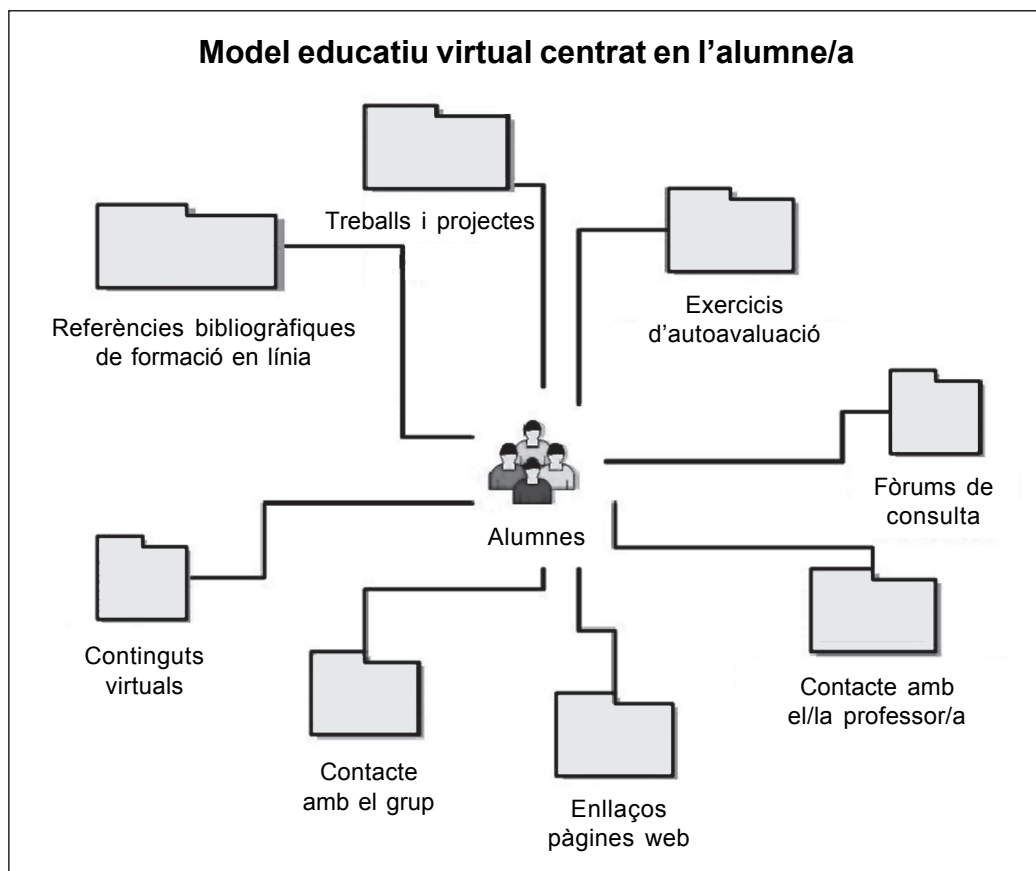 Model educatiu virtual centrat en l’alumne/a
Treballs i projectes
Referències bibliogràfiques
de formació en línia
Exercicis
d’autoavaluació
Fòrums de
consulta
Alumnes
Continguts
virtuals
Contacte amb
el/la professor/a
Contacte
amb el grup
Enllaços
pàgines web